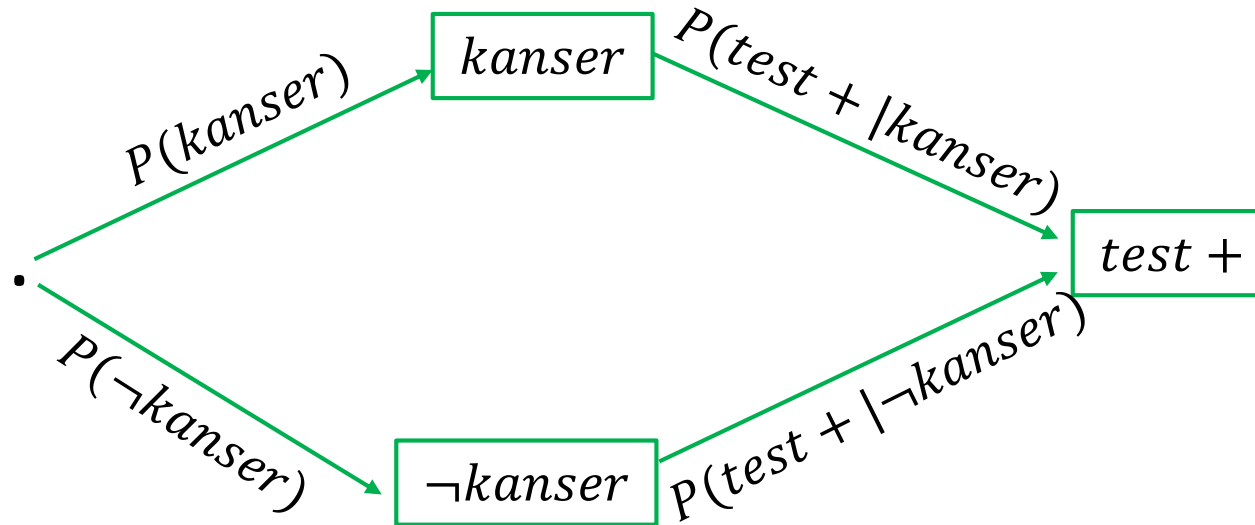 P(kanser)
kanser
P(test + |kanser)
.
test +
P(¬kanser)
¬kanser
P(test + |¬kanser)